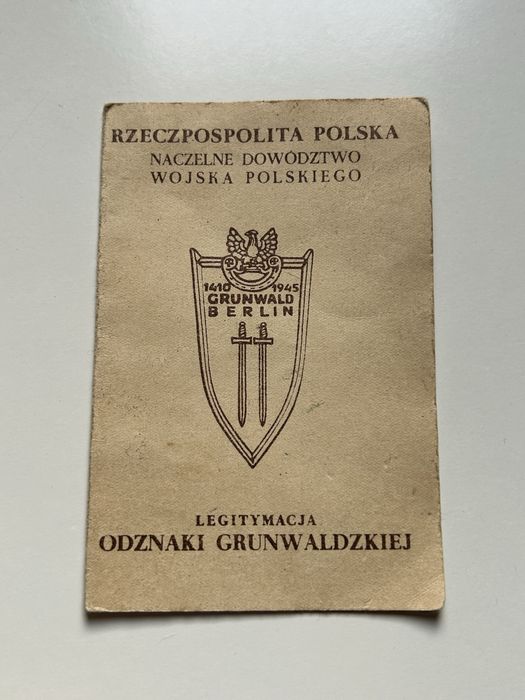 RZECZPOSPOLITA POLSKA
NACZELNE DOWÓDZTWO
WOJSKA POLSKIEGO
1410 1945
GRUNWALD
BERLIN
LEGITYMACJA
ODZNAKI GRUNWALDZKIEJ